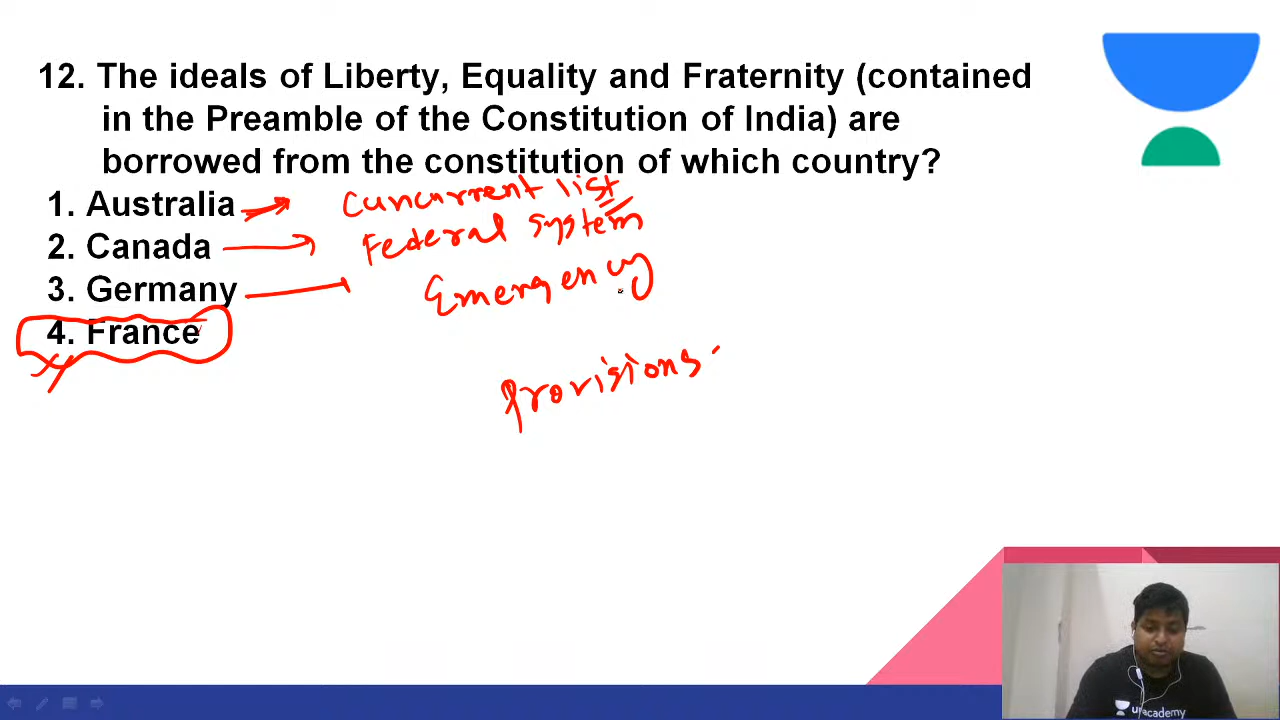 12. The ideals of Liberty, Equality and Fraternity (contained
in the Preamble of the Constitution of India) are
borrowed from the constitution of which country?
1. Australia Cuncurrent list
2. Canada Federal System
3. Germany Emergency
4. France
Provisions
unacademy